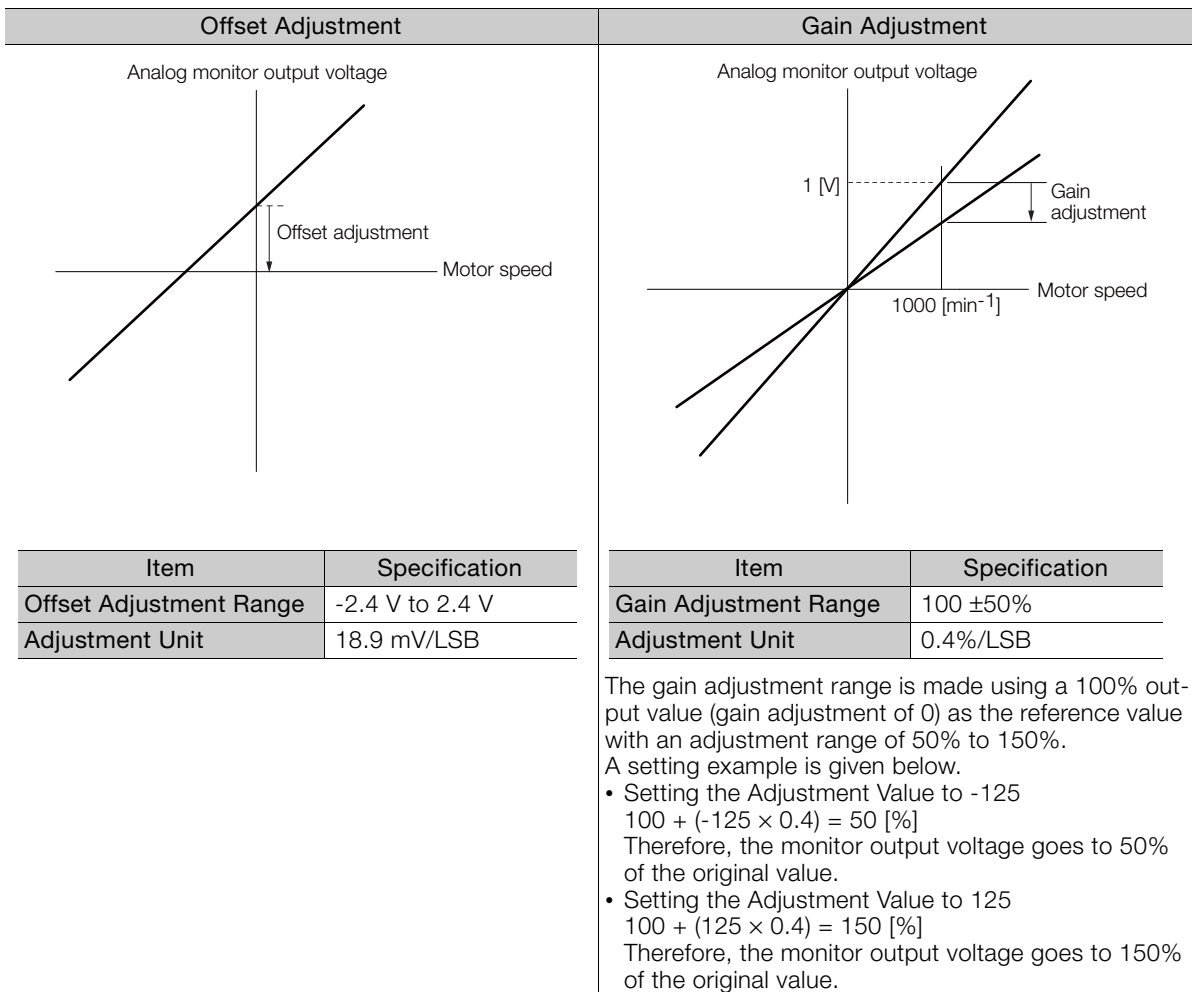 Offset Adjustment
Analog monitor output voltage
Offset adjustment
Motor speed
Item Specification
Offset Adjustment Range -2.4 V to 2.4 V
Adjustment Unit 18.9 mV/LSB
Gain Adjustment
Analog monitor output voltage
1 [V]
Gain
adjustment
Motor speed
1000 [min-1]
Item Specification
Gain Adjustment Range 100 ±50%
Adjustment Unit 0.4%/LSB
The gain adjustment range is made using a 100% out-
put value (gain adjustment of 0) as the reference value
with an adjustment range of 50% to 150%.
A setting example is given below.
• Setting the Adjustment Value to -125
100 + (-125 × 0.4) = 50 [%]
Therefore, the monitor output voltage goes to 50%
of the original value.
• Setting the Adjustment Value to 125
100 + (125 × 0.4) = 150 [%]
Therefore, the monitor output voltage goes to 150%
of the original value.